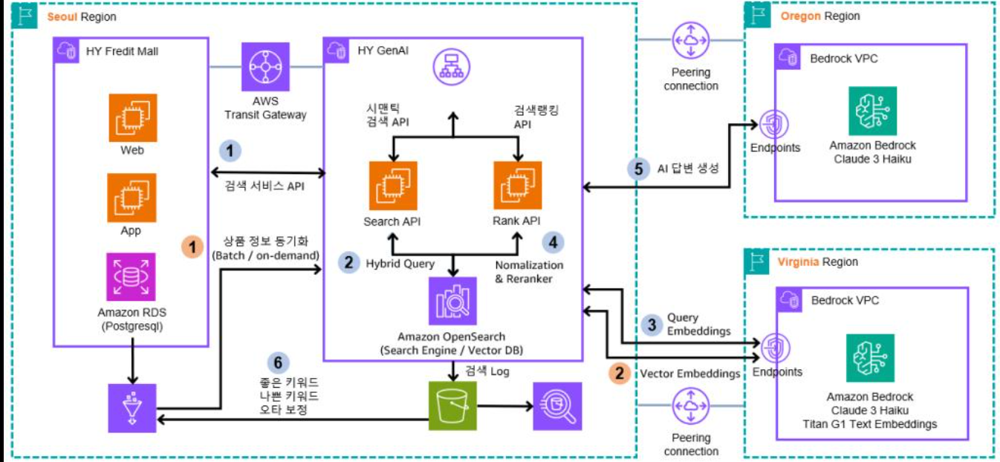 Seoul Region
HY Fredit Mall
Web
App
Amazon RDS
(Postgresql)
AWS
Transit Gateway
1
검색 서비스 API
1
상품 정보 동기화
(Batch / on-demand)
HY GenAI
시맨틱
검색 API
검색랭킹
API
Search API
Rank API
2 Hybrid Query
4
Nomalization
& Reranker
Amazon OpenSearch
(Search Engine / Vector DB)
검색 Log
6
좋은 키워드
나쁜 키워드
오타 보정
Peering
connection
5 AI 답변 생성
Oregon Region
Bedrock VPC
Endpoints
Amazon Bedrock
Claude 3 Haiku
3 Query
Embeddings
2 Vector Embeddings
Peering
connection
Virginia Region
Bedrock VPC
Endpoints
Amazon Bedrock
Claude 3 Haiku
Titan G1 Text Embeddings